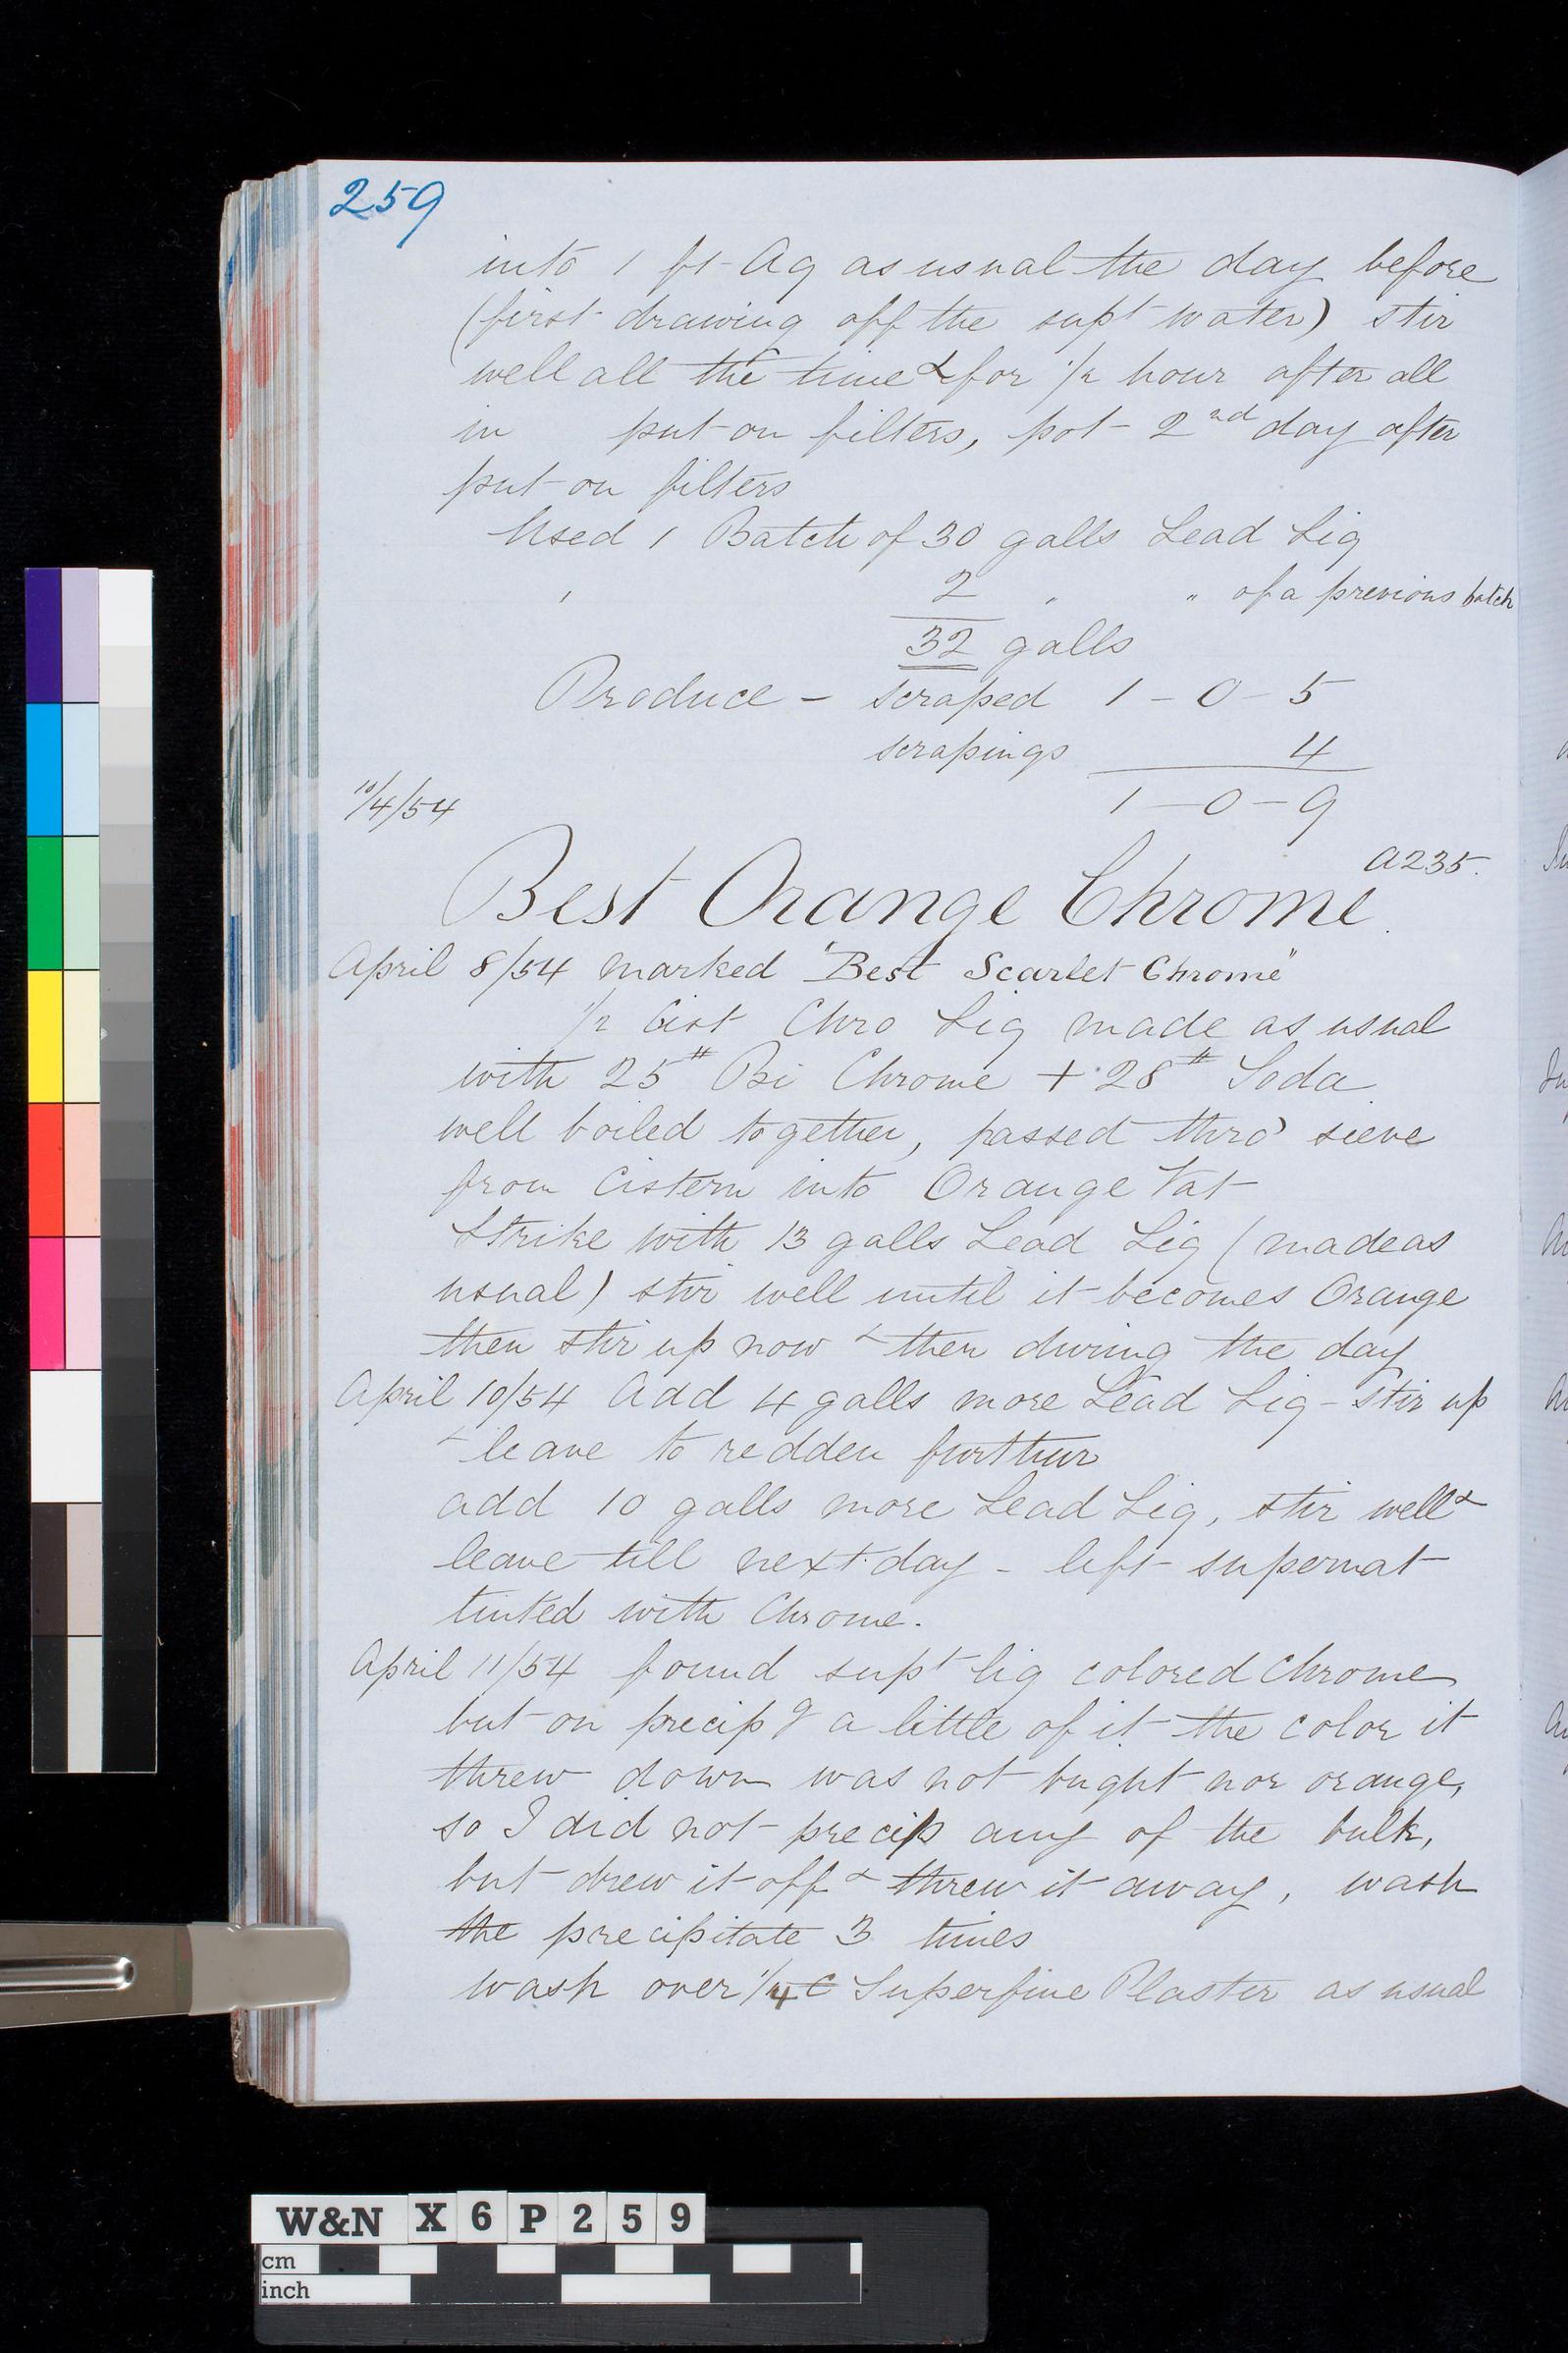 259
into 1 ft Aq as usual the day before
(first drawing off the supt water) stir
well all the time & for 1/2 hour after all
in put on filters, pot 2nd day after
put on filters
Used 1 Batch of 30 galls Lead Liq
" 2 " " of a previous batch
32 galls
Produce - scraped 1 - 0 - 5
scrapings 4
10/4/54 1 - 0 - 9
A235.
Best Orange Chrome.
April 8/54 marked "Best Scarlet Chrome"
1/2 Cist Chro Liq made as usual
with 25# Bi Chrome + 28# Soda
well boiled together, passed thro' sieve
from Cistern into Orange Vat
Strike with 13 galls Lead Liq (made as
usual) stir well until it becomes Orange
then stir up now & then during the day
April 10/54 Add 4 galls more Lead Liq - stir up
& leave to redden furthur
add 10 galls more Lead Liq, stir well &
leave till next day - left supernat
tinted with Chrome.
April 11/54 found supt liq colored Chrome
but on precipg a little of it the color it
threw down was not bright nor orange,
so I did not precip any of the bulk,
but drew it off & threw it away, wash
the precipitate 3 times
wash over 1/4 C Superfine Plaster as usual
W&N X6P259
cm
inch